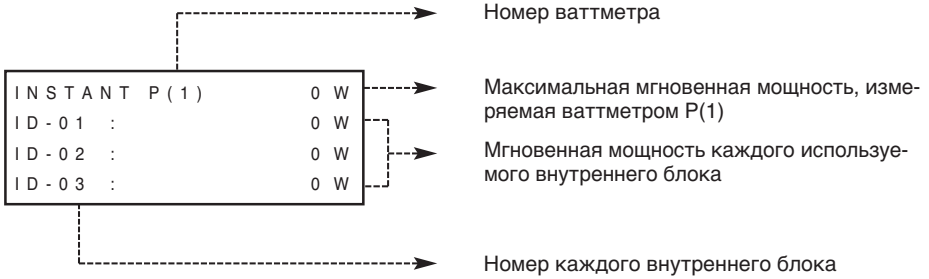 Номер ваттметра
INSTANT P(1) 0 W
Максимальная мгновенная мощность, изме-
ряемая ваттметром P(1)
ID-01 : 0 W
ID-02 : 0 W
ID-03 : 0 W
Мгновенная мощность каждого используе-
мого внутреннего блока
Номер каждого внутреннего блока